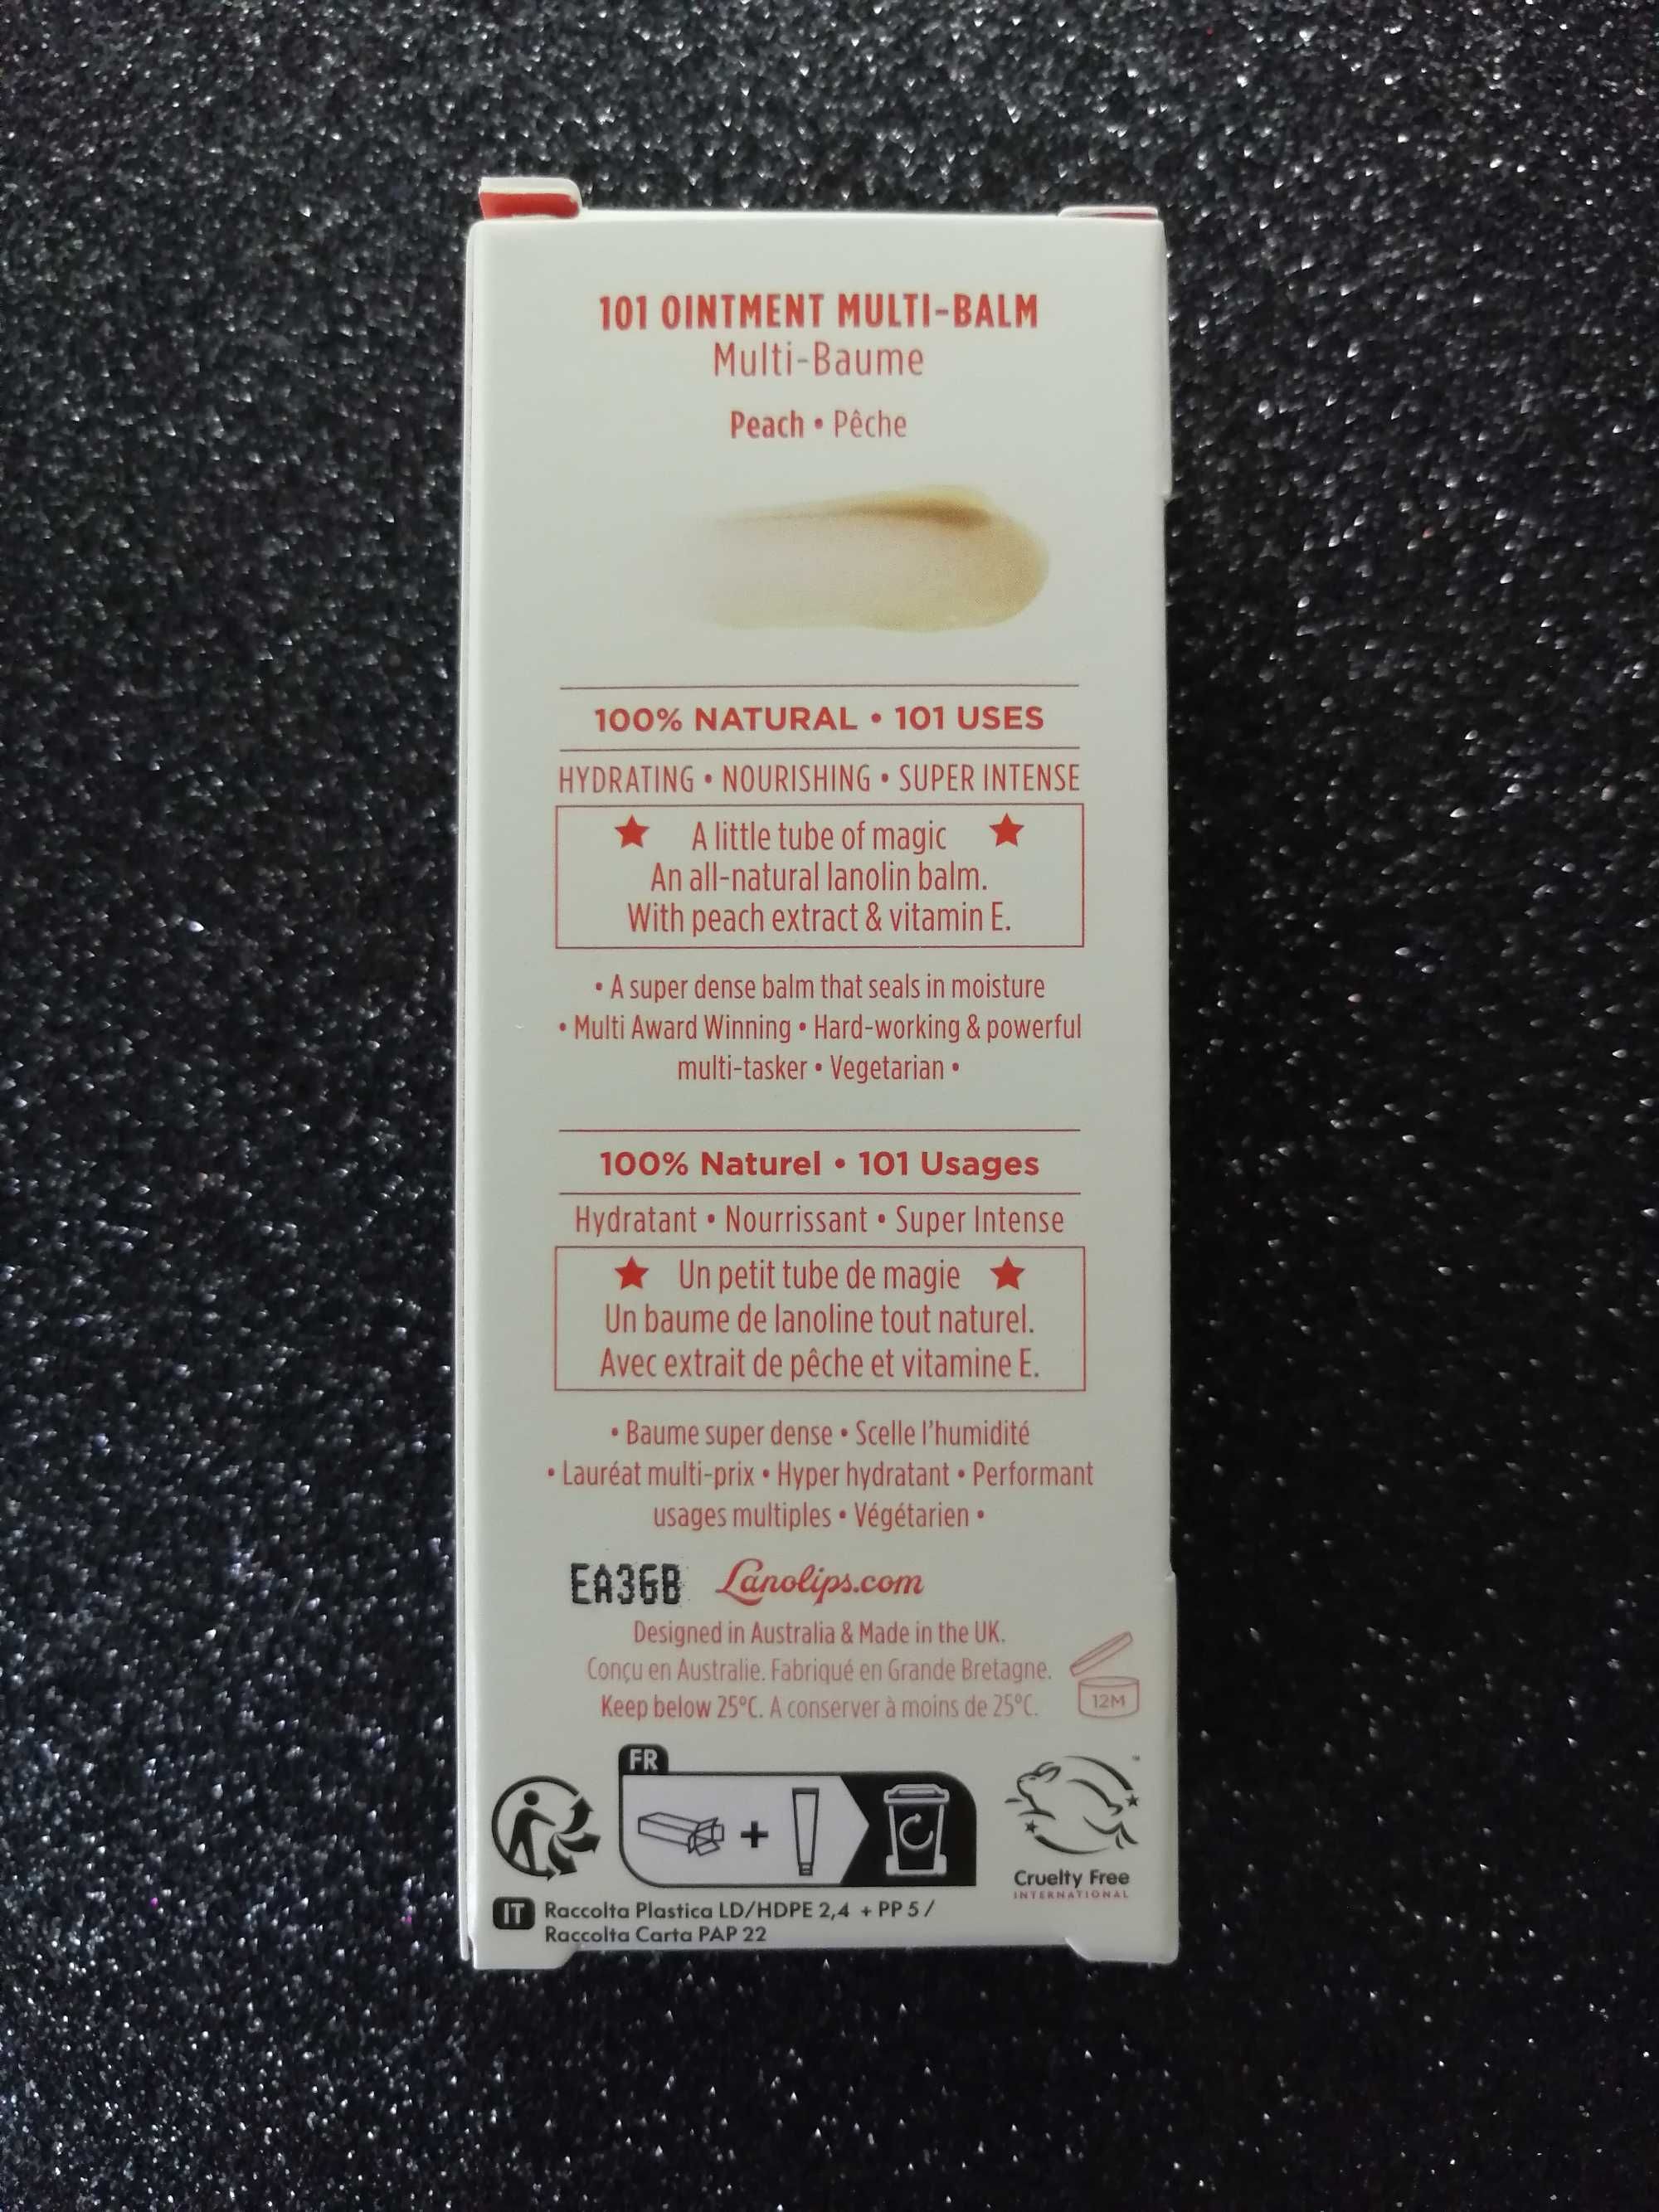 101 OINTMENT MULTI-BALM
Multi-Baume
Peach • Pêche
100% NATURAL • 101 USES
HYDRATING • NOURISHING • SUPER INTENSE
★ A little tube of magic ★
An all-natural lanolin balm.
With peach extract & vitamin E.
• A super dense balm that seals in moisture
• Multi Award Winning • Hard-working & powerful
multi-tasker • Vegetarian •
100% Naturel • 101 Usages
Hydratant • Nourrissant • Super Intense
★ Un petit tube de magie ★
Un baume de lanoline tout naturel.
Avec extrait de pêche et vitamine E.
• Baume super dense • Scelle l'humidité
• Lauréat multi-prix • Hyper hydratant • Performant
usages multiples • Végétarien •
EA36B Lanolips.com
Designed in Australia & Made in the UK.
Conçu en Australie. Fabriqué en Grande Bretagne.
Keep below 25°C. A conserver à moins de 25°C.
12M
FR
+
Cruelty Free
INTERNATIONAL
™
IT Raccolta Plastica LD/HDPE 2,4 + PP 5 /
Raccolta Carta PAP 22